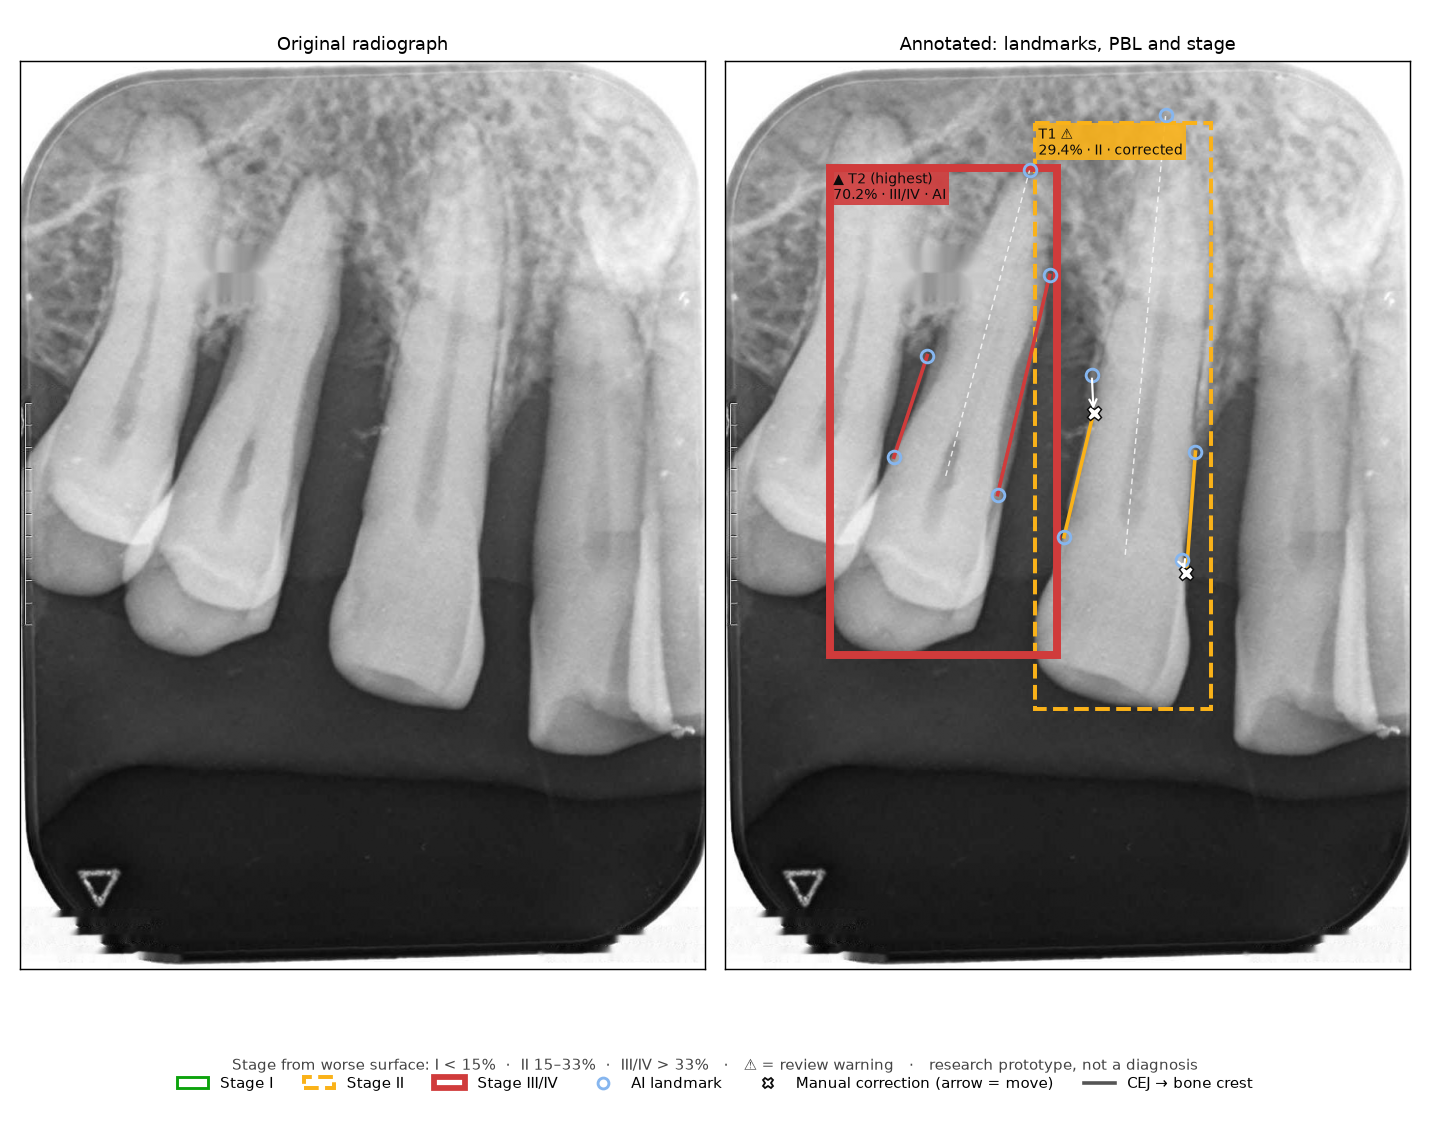 Original radiograph
Annotated: landmarks, PBL and stage
T1 ⚠
29.4% · II · corrected
▲ T2 (highest)
70.2% · III/IV · AI
Stage from worse surface: I < 15%  ·  II 15–33%  ·  III/IV > 33%  ·  ⚠ = review warning  ·  research prototype, not a diagnosis
Stage I
Stage II
Stage III/IV
AI landmark
Manual correction (arrow = move)
CEJ → bone crest